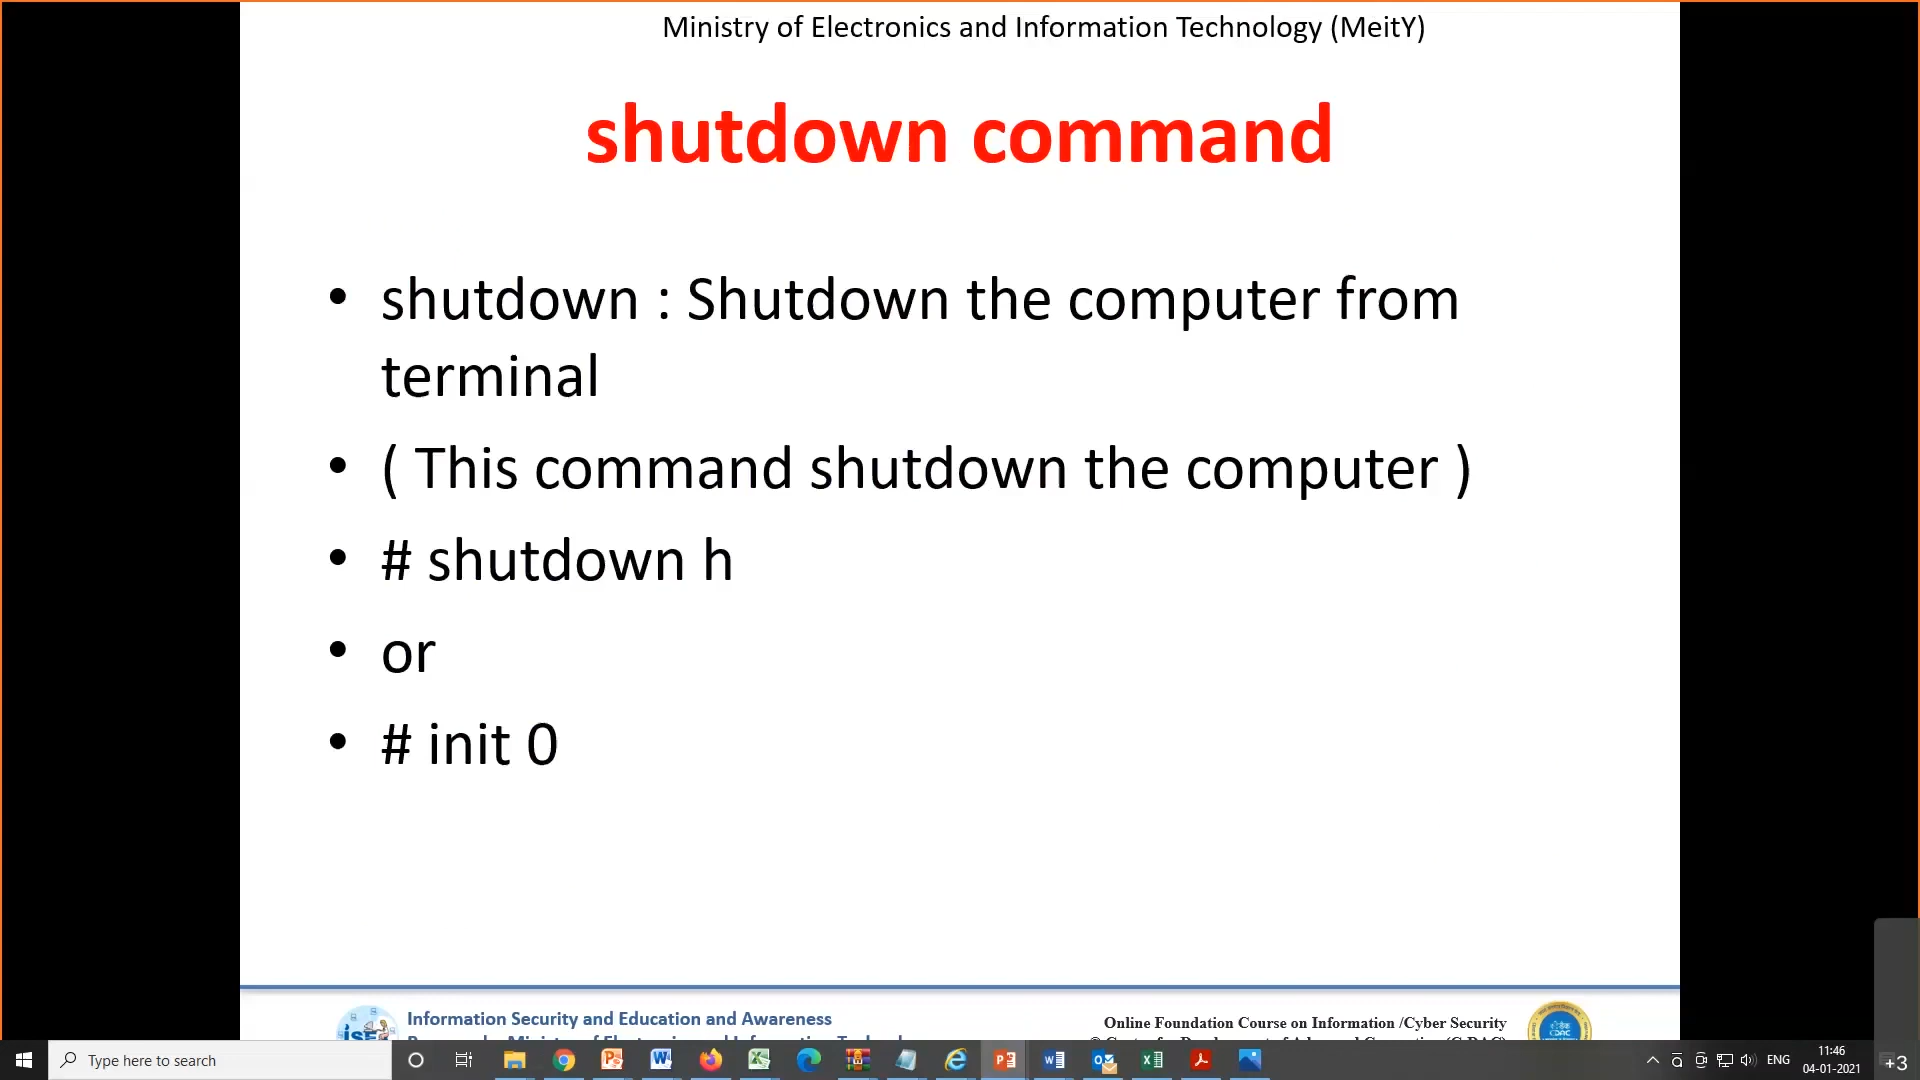 Ministry of Electronics and Information Technology (MeitY)
shutdown command
• shutdown : Shutdown the computer from
terminal
• ( This command shutdown the computer )
• # shutdown h
• or
• # init 0
Information Security and Education and Awareness
Online Foundation Course on Information /Cyber Security
Type here to search
ENG
11:46
04-01-2021
+3